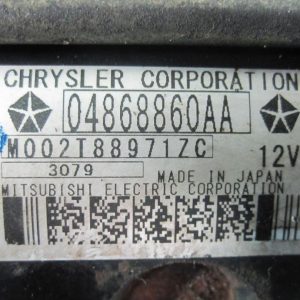 CHRYSLER CORPORATION
04868860AA
M002T88971ZC 12V
3079 MADE IN JAPAN
MITSUBISHI ELECTRIC CORPORATION